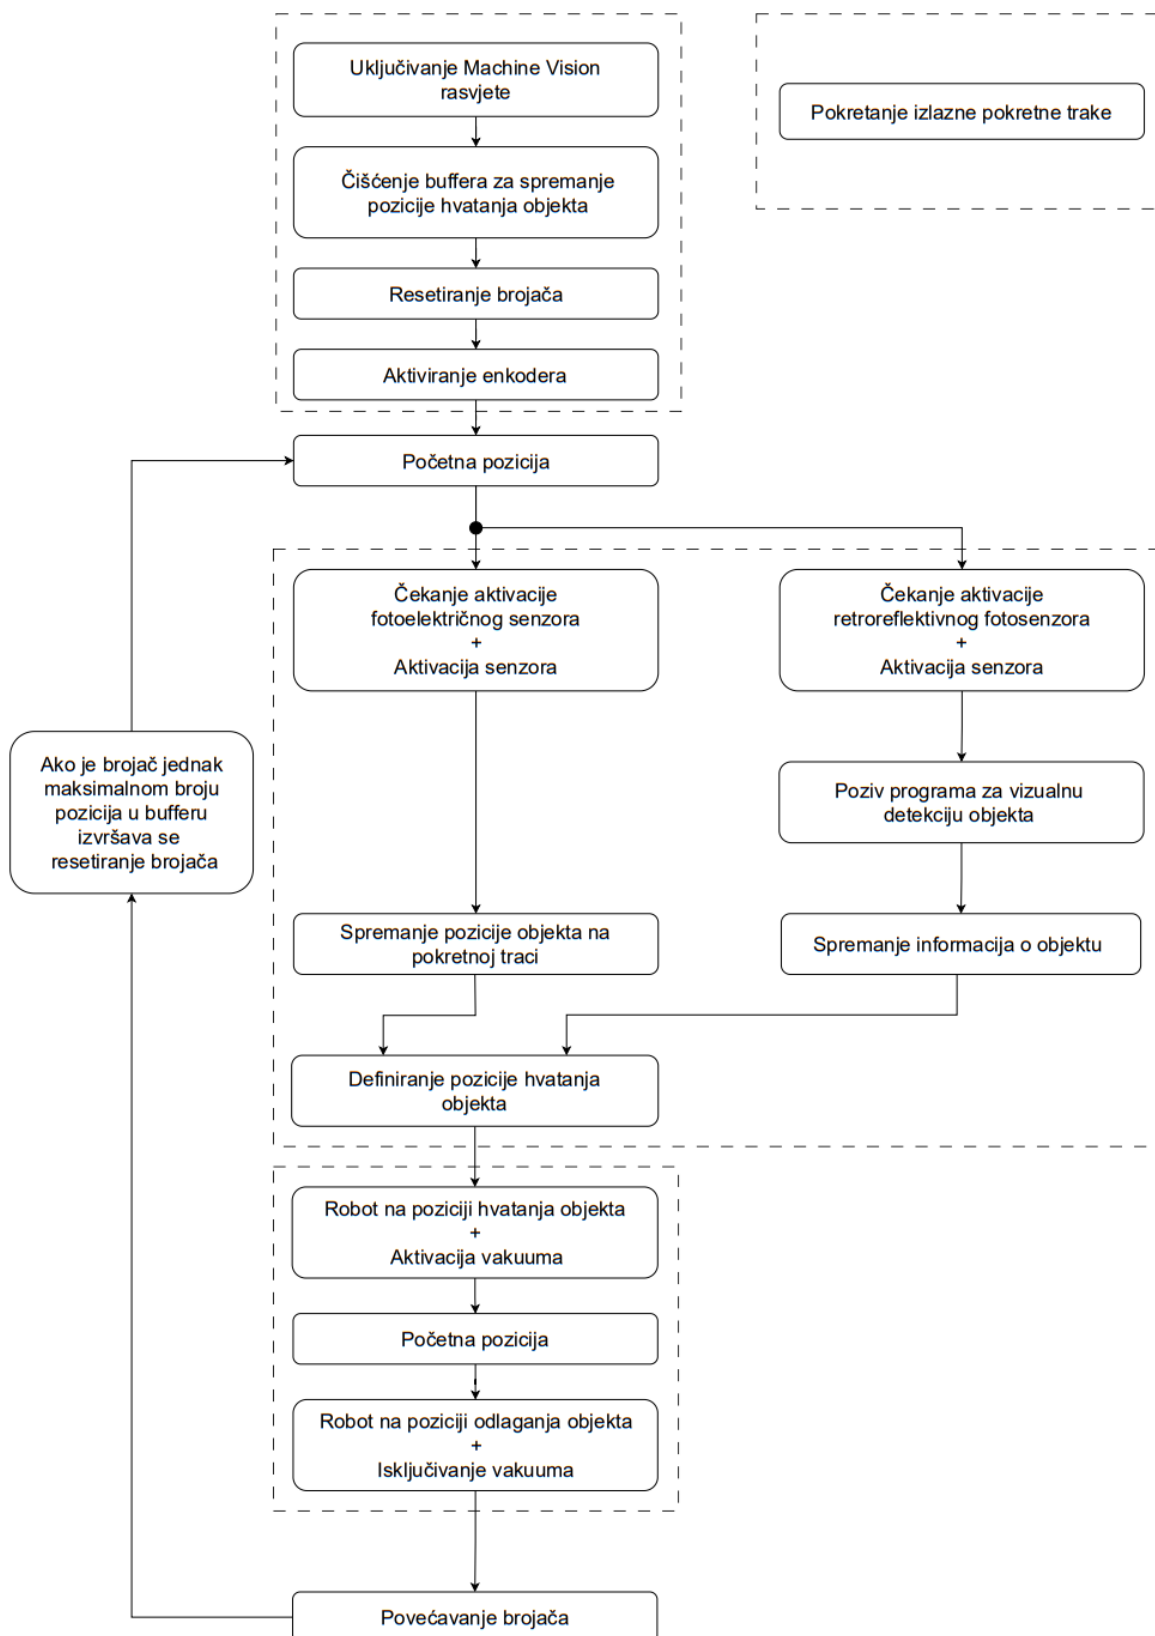 Uključivanje Machine Vision
rasvjete
Pokretanje izlazne pokretne trake
Čišćenje buffera za spremanje
pozicije hvatanja objekta
Resetiranje brojača
Aktiviranje enkodera
Početna pozicija
Čekanje aktivacije
fotoelektričnog senzora
+
Aktivacija senzora
Čekanje aktivacije
retroreflektivnog fotosenzora
+
Aktivacija senzora
Ako je brojač jednak
maksimalnom broju
pozicija u bufferu
izvršava se
resetiranje brojača
Poziv programa za vizualnu
detekciju objekta
Spremanje pozicije objekta na
pokretnoj traci
Spremanje informacija o objektu
Definiranje pozicije hvatanja
objekta
Robot na poziciji hvatanja objekta
+
Aktivacija vakuuma
Početna pozicija
Robot na poziciji odlaganja objekta
+
Isključivanje vakuuma
Povećavanje brojača